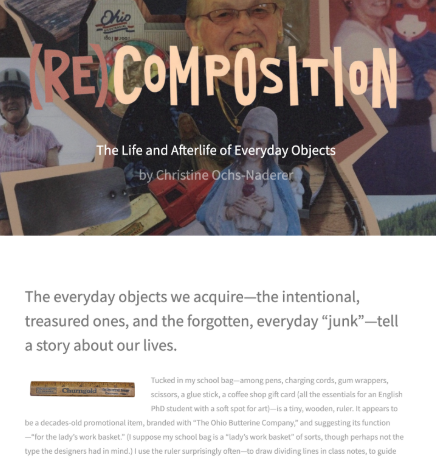 Ohio
(RE)COMPOSITION
The Life and Afterlife of Everyday Objects
by Christine Ochs-Naderer
The everyday objects we acquire—the intentional,
treasured ones, and the forgotten, everyday “junk”—tell
a story about our lives.
Tucked in my school bag—among pens, charging cords, gum wrappers,
scissors, a glue stick, a coffee shop gift card (all the essentials for an English
PhD student with a soft spot for art)—is a tiny, wooden, ruler. It appears to
be a decades-old promotional item, branded with “The Ohio Butterine Company,” and suggesting its function
—“for the lady's work basket.” (I suppose my school bag is a “lady's work basket” of sorts, though perhaps not the
type the designers had in mind.) I use the ruler surprisingly often—to draw dividing lines in class notes, to guide